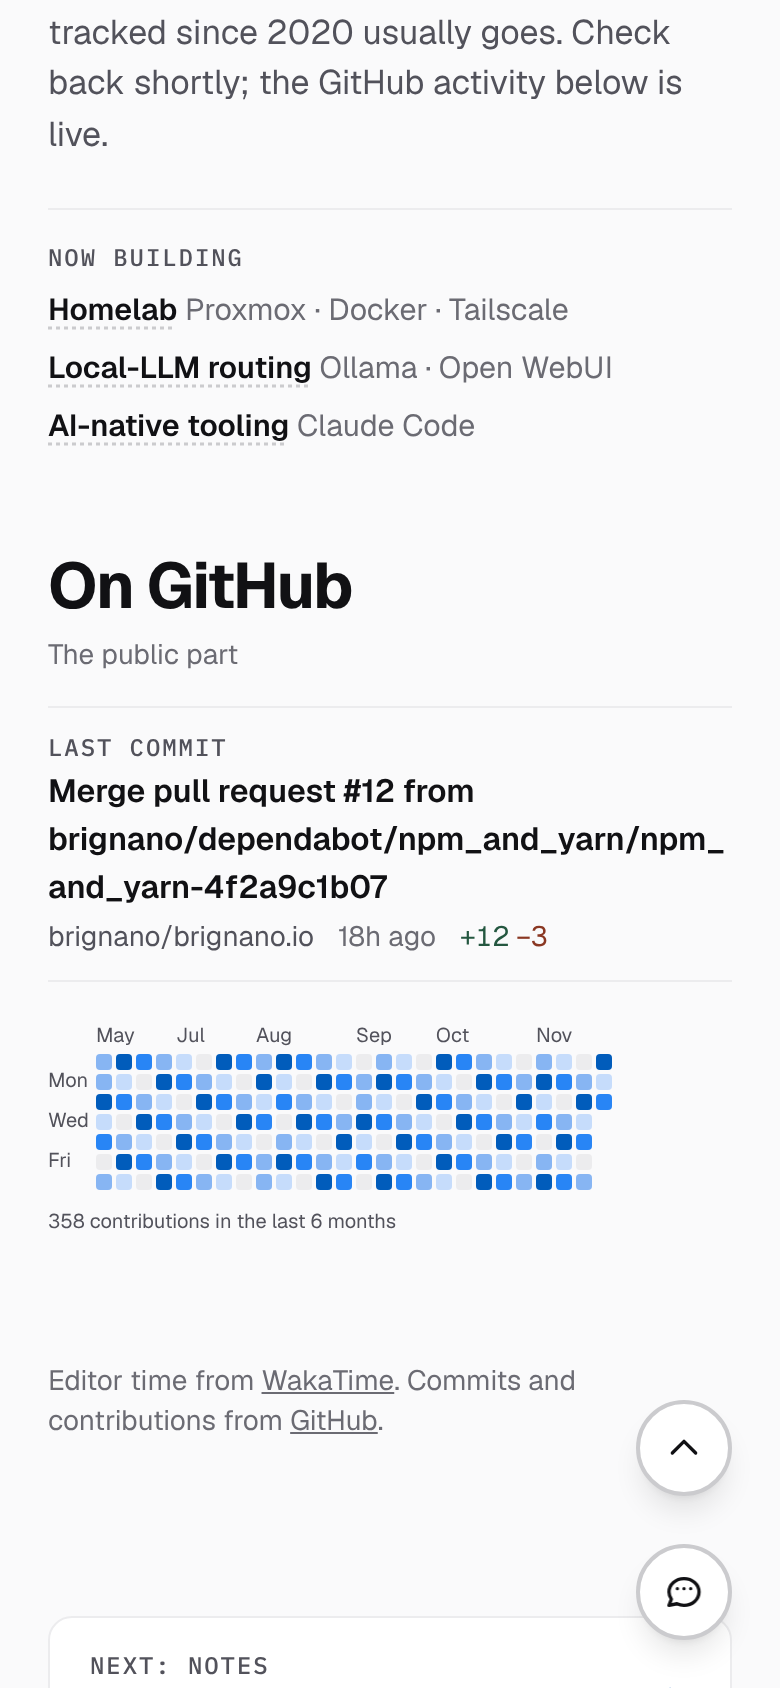 tracked since 2020 usually goes. Check
back shortly; the GitHub activity below is
live.
NOW BUILDING
Homelab Proxmox · Docker · Tailscale
Local-LLM routing Ollama · Open WebUI
AI-native tooling Claude Code
On GitHub
The public part
LAST COMMIT
Merge pull request #12 from
brignano/dependabot/npm_and_yarn/npm_
and_yarn-4f2a9c1b07
brignano/brignano.io 18h ago +12 −3
May Jul Aug Sep Oct Nov
Mon
Wed
Fri
358 contributions in the last 6 months
Editor time from WakaTime. Commits and
contributions from GitHub.
NEXT: NOTES